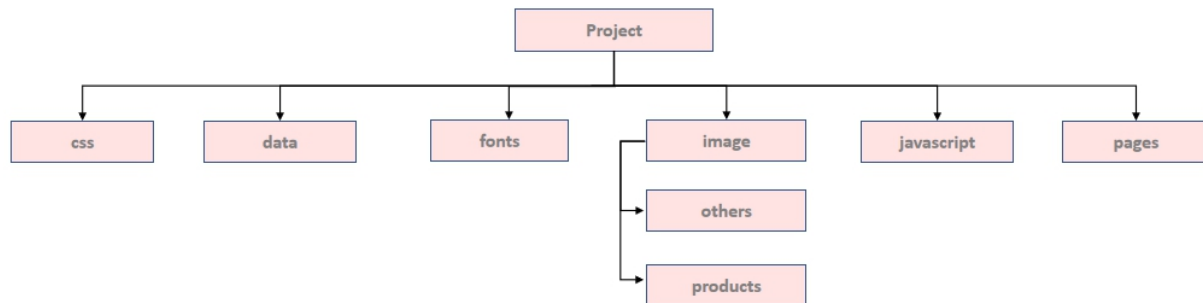 Project
css
data
fonts
image
javascript
pages
others
products